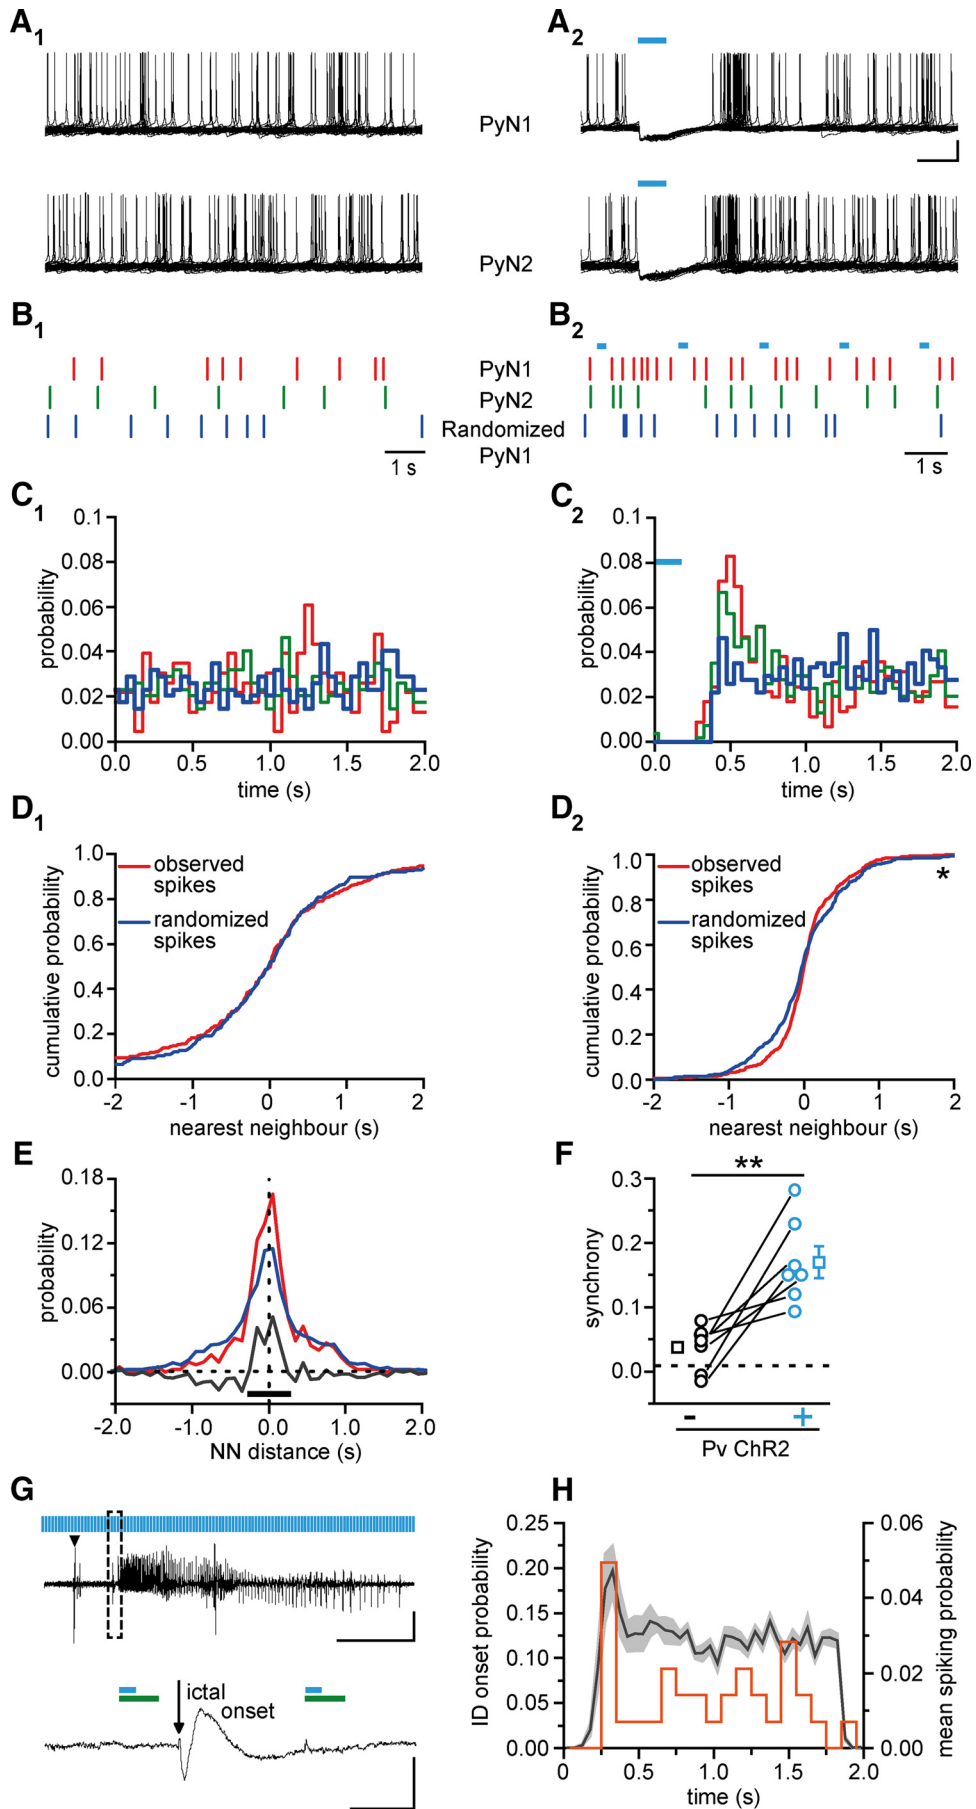 A1
A2
PyN1
PyN2
B1
B2
PyN1
PyN2
Randomized
PyN1
1 s
1 s
C1
C2
0.1
0.08
0.06
0.04
0.02
0.00
probability
0.0
0.5
1.0
1.5
2.0
time (s)
0.1
0.08
0.06
0.04
0.02
0.00
probability
0.0
0.5
1.0
1.5
2.0
time (s)
D1
D2
1.0
0.8
0.6
0.4
0.2
0.0
cumulative probability
observed
spikes
randomized
spikes
-2
-1
0
1
2
nearest neighbour (s)
1.0
0.8
0.6
0.4
0.2
0.0
cumulative probability
observed
spikes
randomized
spikes
*
-2
-1
0
1
2
nearest neighbour (s)
E
0.18
0.12
0.06
0.00
probability
-2.0
-1.0
0.0
1.0
2.0
NN distance (s)
F
**
0.3
0.2
0.1
0.0
synchrony
-
+
Pv ChR2
G
ictal
onset
H
0.25
0.20
0.15
0.10
0.05
0.00
ID onset probability
0.06
0.04
0.02
0.00
mean spiking probability
0
0.5
1.0
1.5
2.0
time (s)